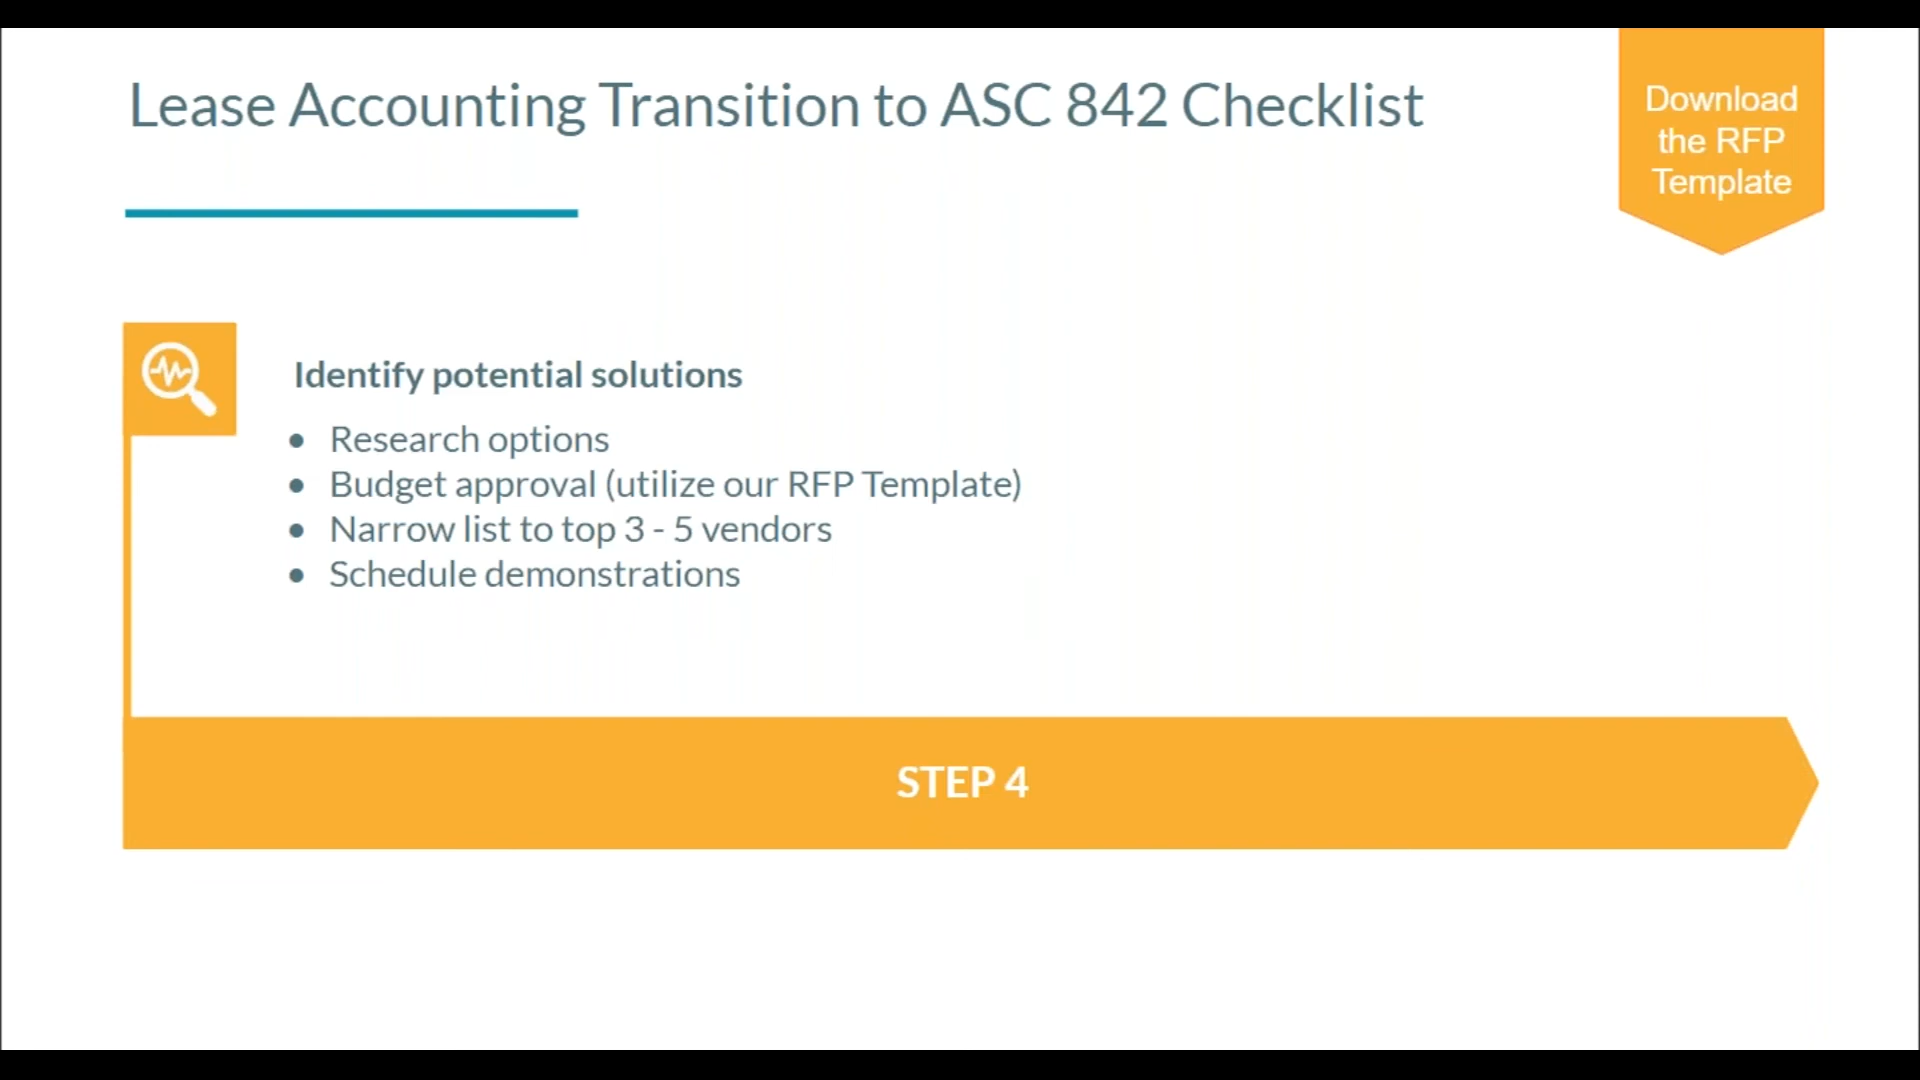 Lease Accounting Transition to ASC 842 Checklist
Download
the RFP
Template
Identify potential solutions
● Research options
● Budget approval (utilize our RFP Template)
● Narrow list to top 3 - 5 vendors
● Schedule demonstrations
STEP 4